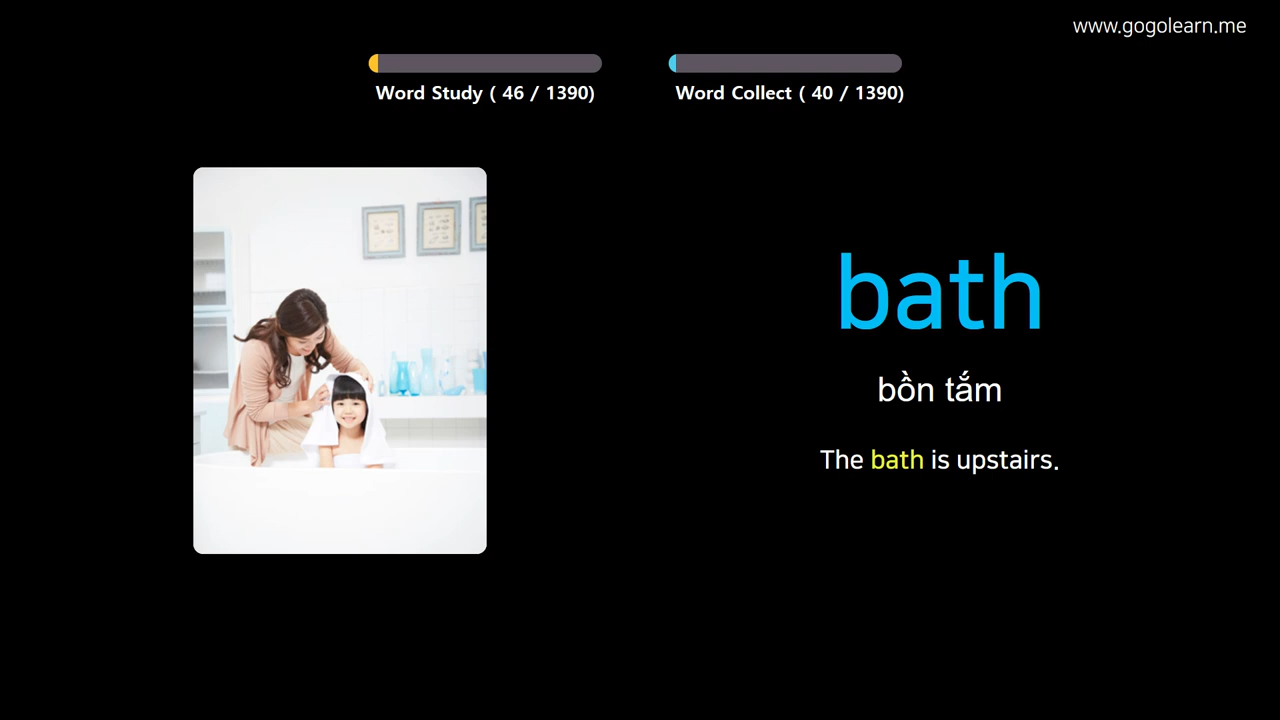 www.gogolearn.me
Word Study ( 46 / 1390)
Word Collect ( 40 / 1390)
bath
bồn tắm
The bath is upstairs.